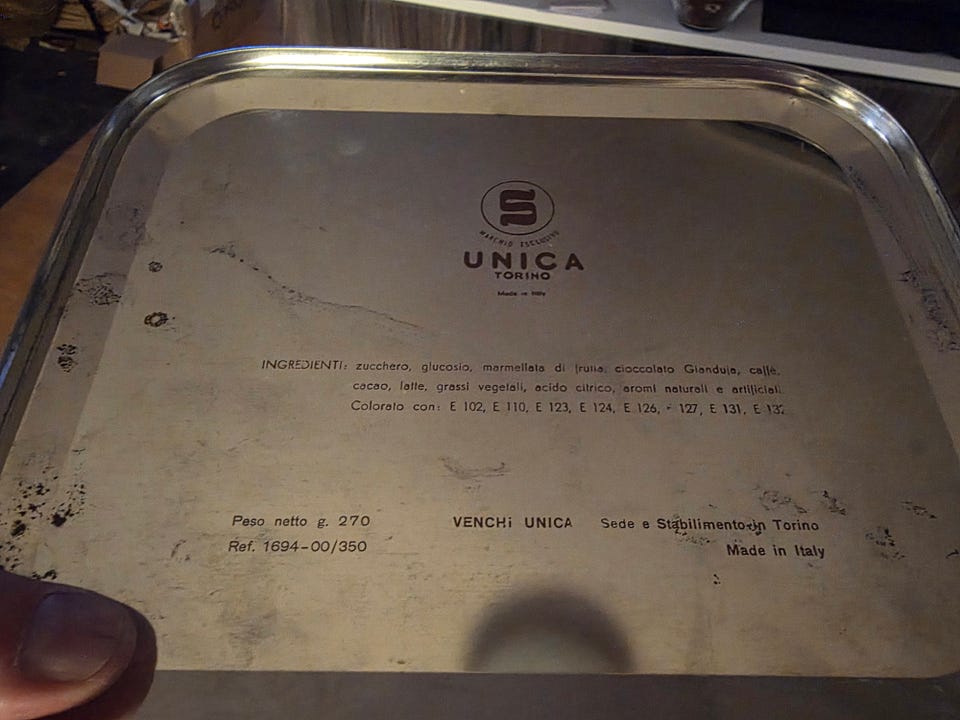 S
MARCHIO ESCLUSIVO
UNICA
TORINO
Made in Italy
INGREDIENTI: zucchero, glucosio, marmellata di frutta, cioccolato Gianduja, caffè,
cacao, latte, grassi vegetali, acido citrico, aromi naturali e artificiali.
Colorato con: E 102, E 110, E 123, E 124, E 126, E 127, E 131, E 132
Peso netto g. 270
Ref. 1694-00/350
VENCHi UNICA Sede e Stabilimento in Torino
Made in Italy